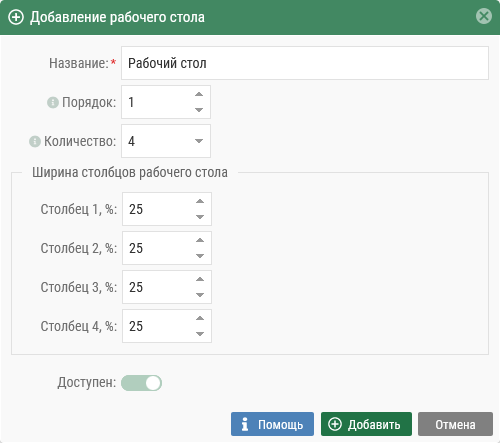 Добавление рабочего стола
Название:* Рабочий стол
Порядок: 1
Количество: 4
Ширина столбцов рабочего стола
Столбец 1, %: 25
Столбец 2, %: 25
Столбец 3, %: 25
Столбец 4, %: 25
Доступен:
Помощь Добавить Отмена